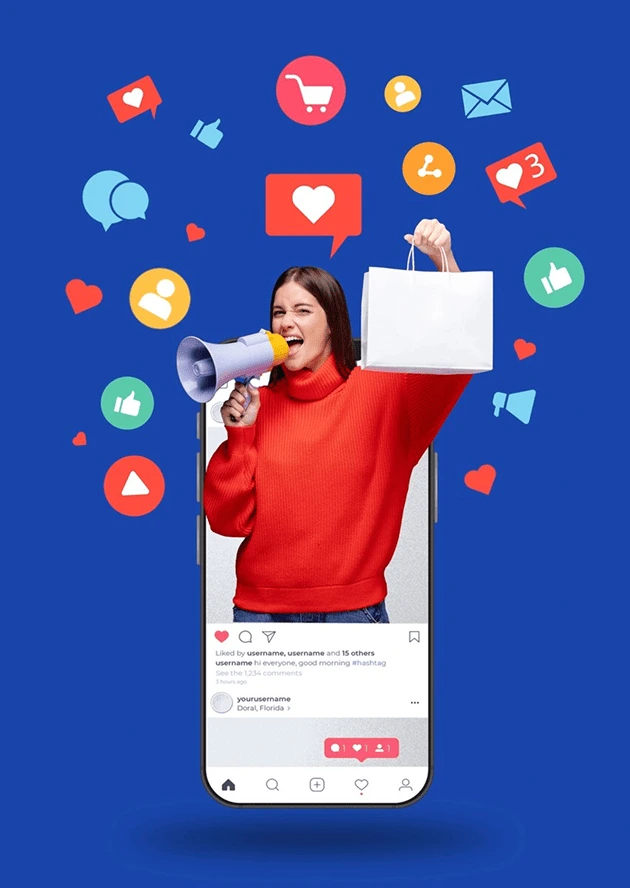 3
Liked by username, username and 15 others
username hi everyone, good morning #hashtag
See the 1,234 comments
3 hours ago
yourusername
Doral, Florida >
1 1 1